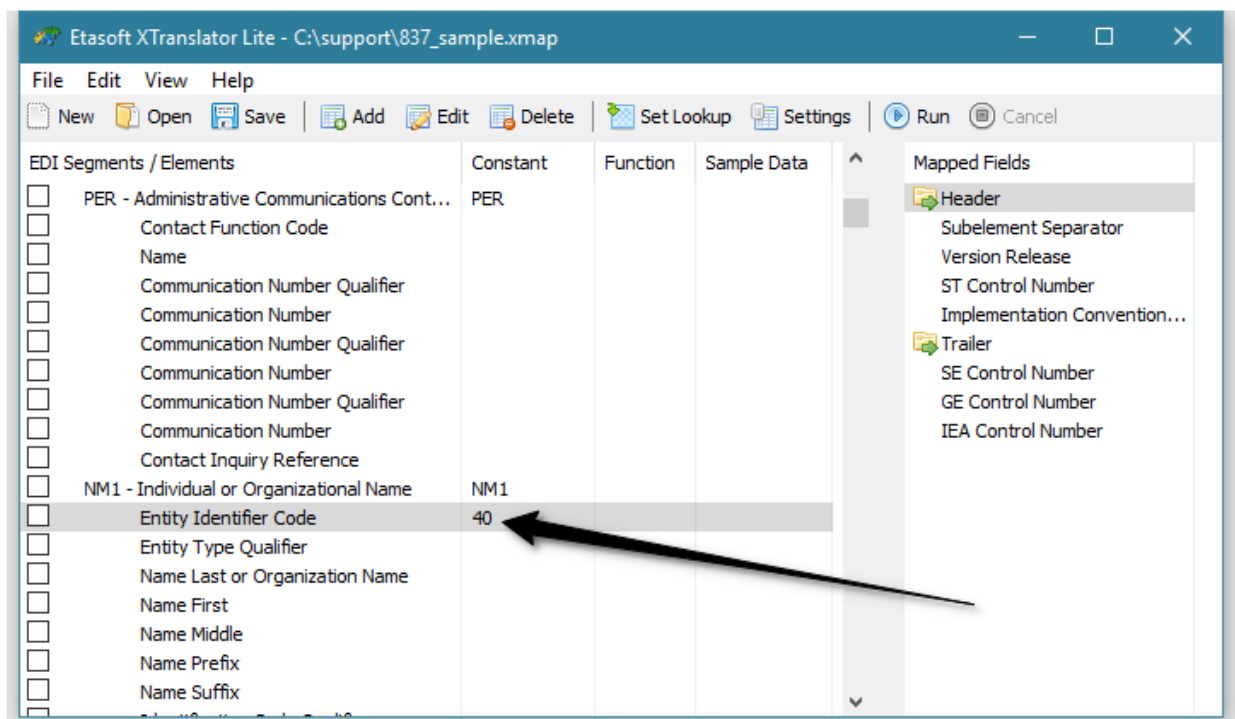 Etasoft XTranslator Lite - C:\support\837_sample.xmap
File Edit View Help
New Open Save Add Edit Delete Set Lookup Settings Run Cancel
EDI Segments / Elements Constant Function Sample Data Mapped Fields
PER - Administrative Communications Cont... PER Header
Contact Function Code Subelement Separator
Name Version Release
Communication Number Qualifier ST Control Number
Communication Number Implementation Convention...
Communication Number Qualifier Trailer
Communication Number SE Control Number
Communication Number Qualifier GE Control Number
Communication Number IEA Control Number
Contact Inquiry Reference
NM1 - Individual or Organizational Name NM1
Entity Identifier Code 40
Entity Type Qualifier
Name Last or Organization Name
Name First
Name Middle
Name Prefix
Name Suffix